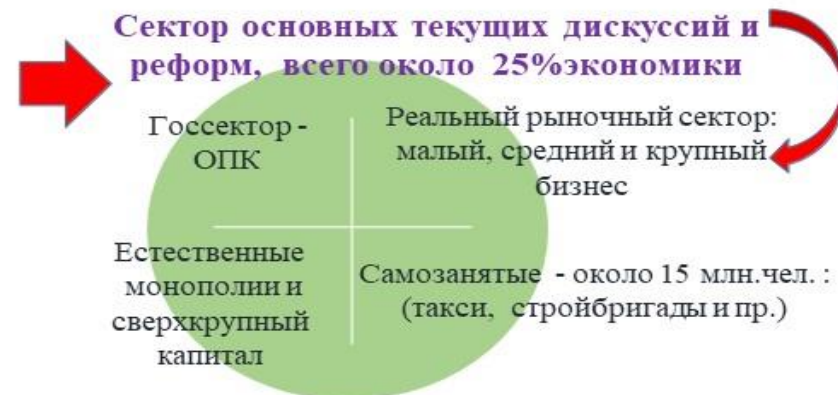 Сектор основных текущих дискуссий и
реформ, всего около 25%экономики
Госсектор -
ОПК
Реальный рыночный сектор:
малый, средний и крупный
бизнес
Естественные
монополии и
сверхкрупный
капитал
Самозанятые - около 15 млн.чел. :
(такси, стройбригады и пр.)